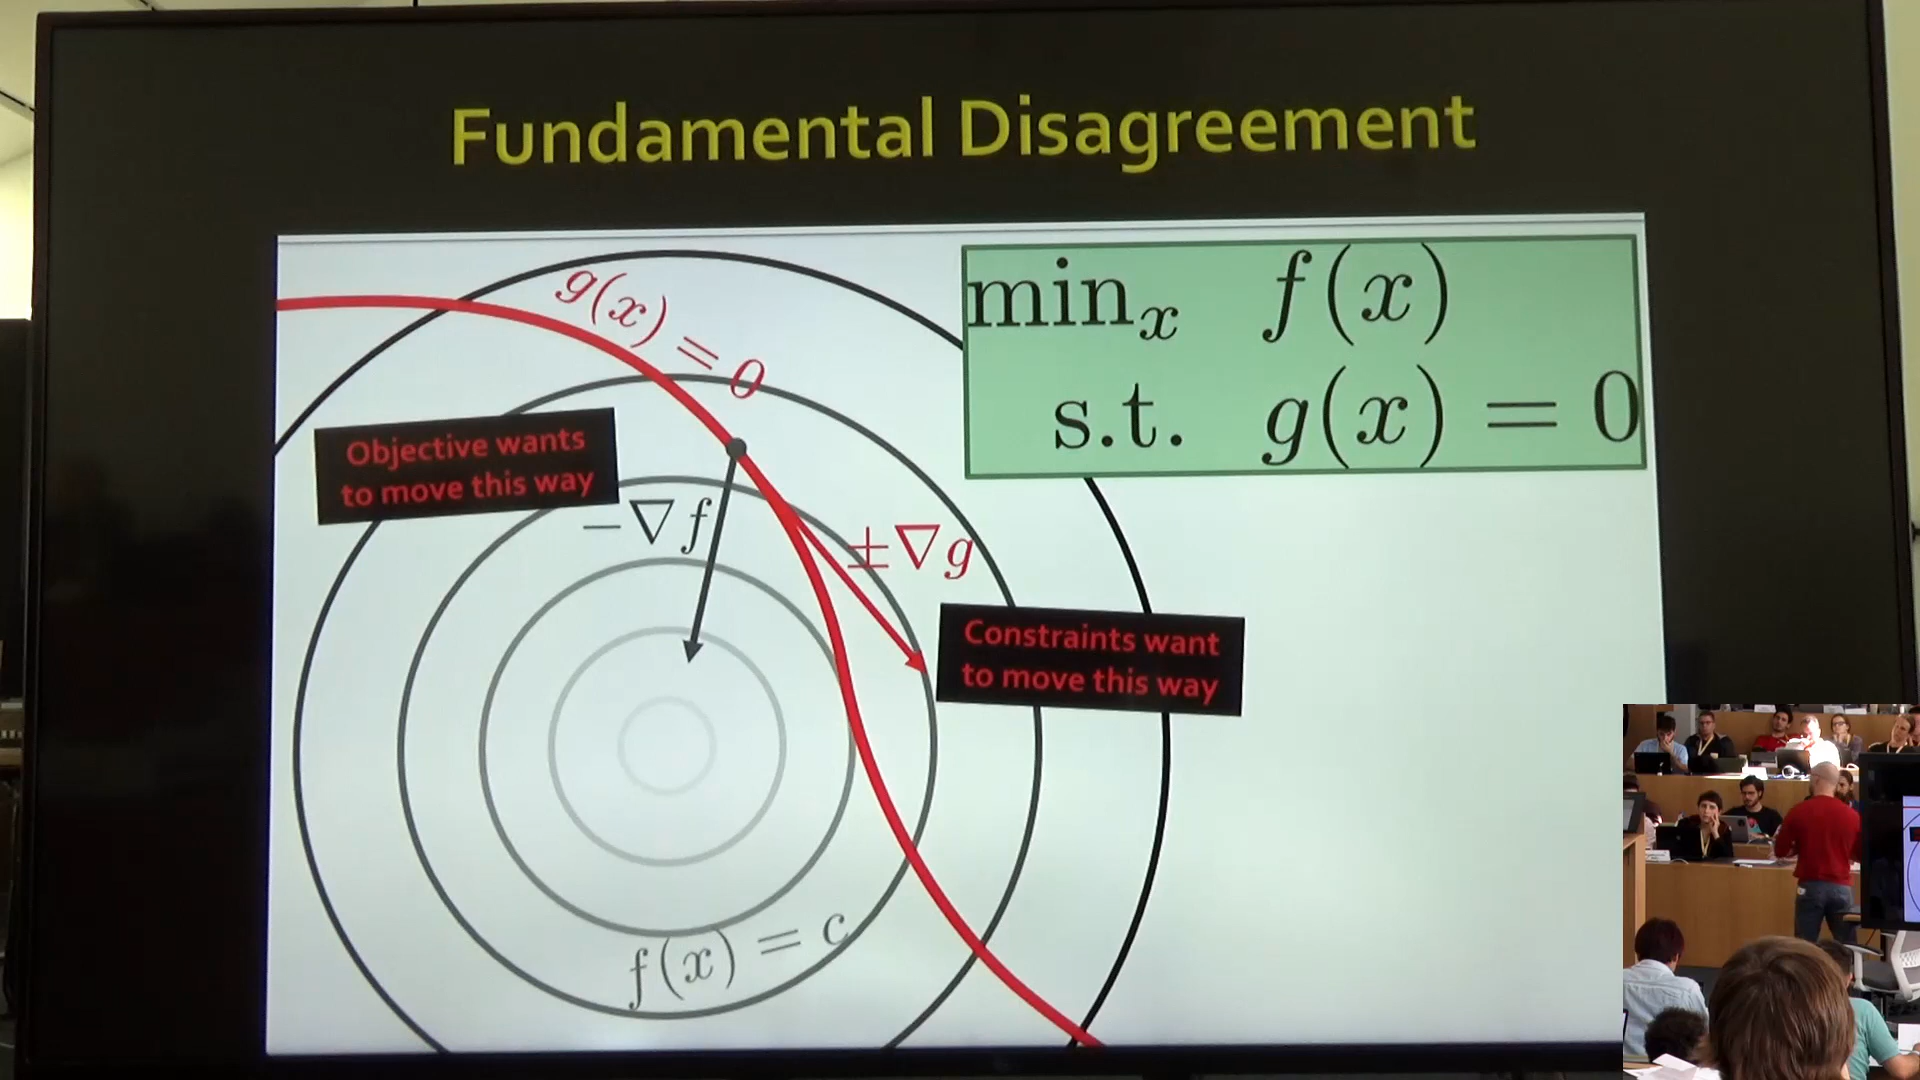 Fundamental Disagreement
min_x f(x)
s.t. g(x) = 0
g(x) = 0
Objective wants
to move this way
−∇f
±∇g
Constraints want
to move this way
f(x) = c